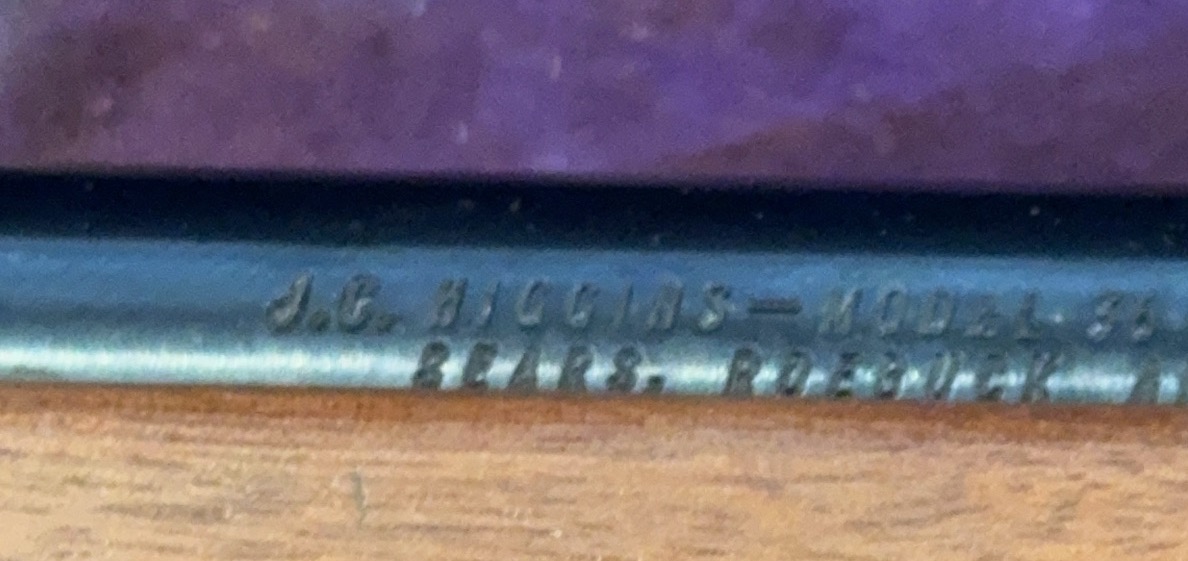 J.C. HIGGINS—MODEL
SEARS, ROEBUCK